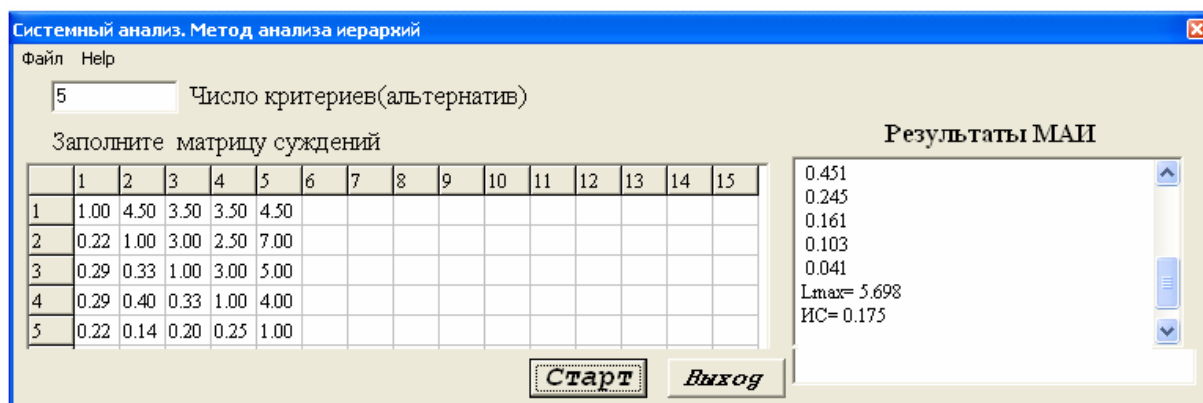 Системный анализ. Метод анализа иерархий
Файл Help
5 Число критериев(альтернатив)
Заполните матрицу суждений
1 2 3 4 5 6 7 8 9 10 11 12 13 14 15
1 1.00 4.50 3.50 3.50 4.50
2 0.22 1.00 3.00 2.50 7.00
3 0.29 0.33 1.00 3.00 5.00
4 0.29 0.40 0.33 1.00 4.00
5 0.22 0.14 0.20 0.25 1.00
Результаты МАИ
0.451
0.245
0.161
0.103
0.041
Lmax= 5.698
ИС= 0.175
Старт Выход